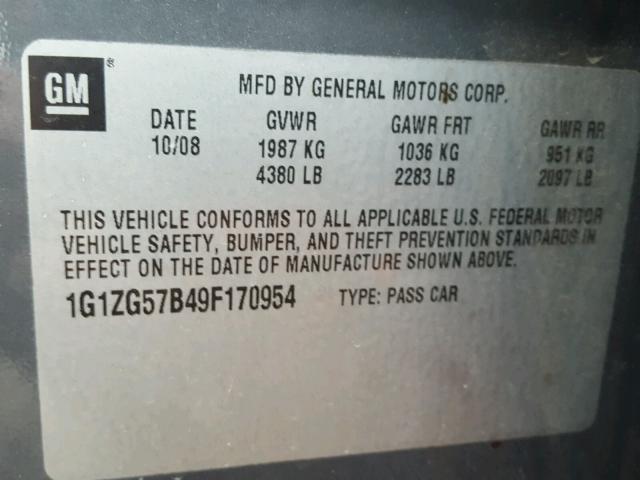 GM
MFD BY GENERAL MOTORS CORP.
DATE GVWR GAWR FRT GAWR RR
10/08 1987 KG 1036 KG 951 KG
4380 LB 2283 LB 2097 LB
THIS VEHICLE CONFORMS TO ALL APPLICABLE U.S. FEDERAL MOTOR
VEHICLE SAFETY, BUMPER, AND THEFT PREVENTION STANDARDS IN
EFFECT ON THE DATE OF MANUFACTURE SHOWN ABOVE.
1G1ZG57B49F170954 TYPE: PASS CAR